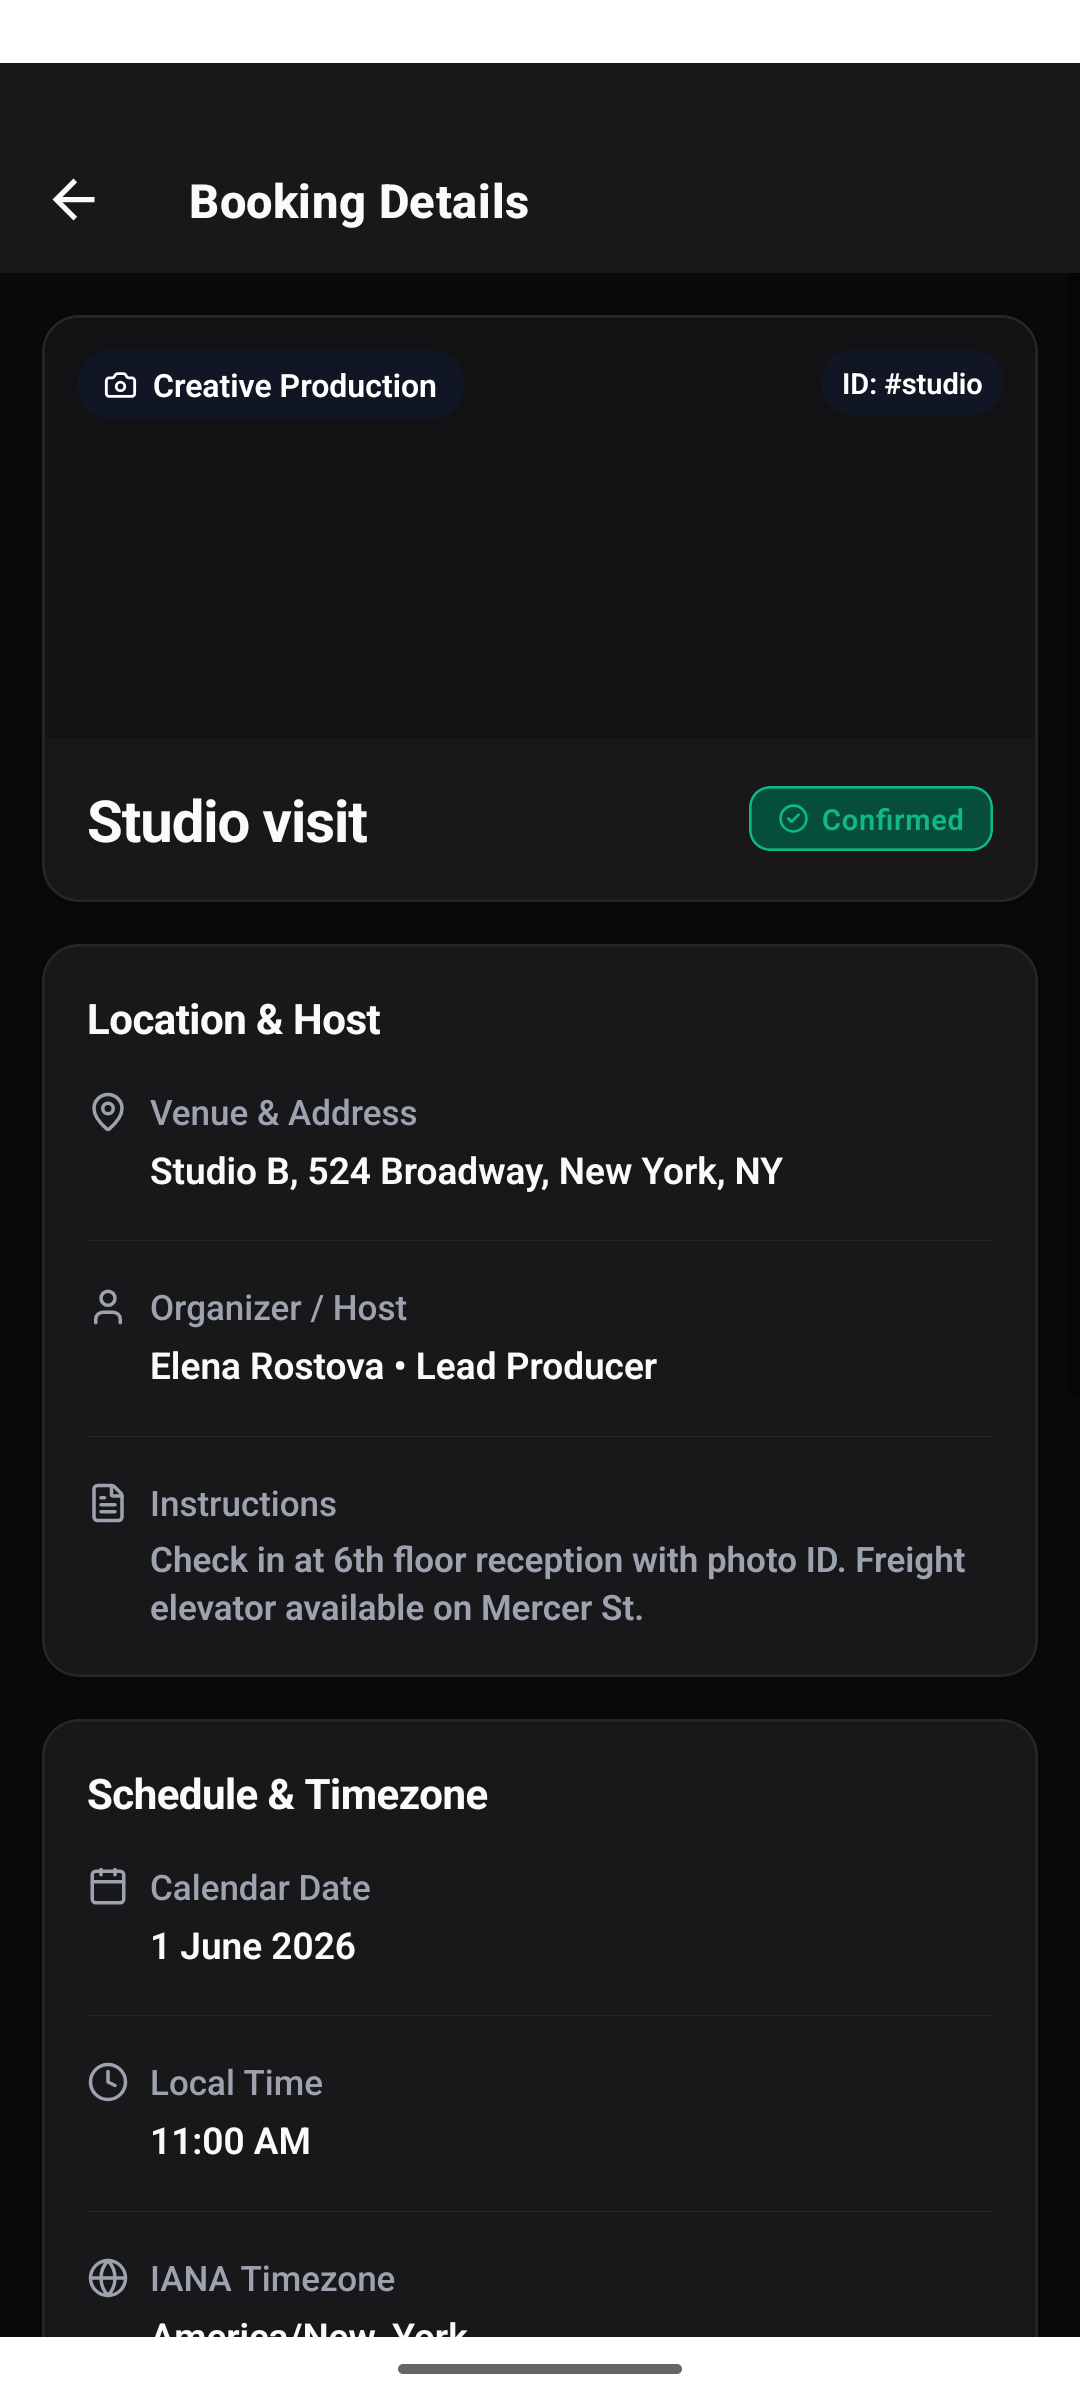 Booking Details
Creative Production
ID: #studio
Studio visit
Confirmed
Location & Host
Venue & Address
Studio B, 524 Broadway, New York, NY
Organizer / Host
Elena Rostova • Lead Producer
Instructions
Check in at 6th floor reception with photo ID. Freight
elevator available on Mercer St.
Schedule & Timezone
Calendar Date
1 June 2026
Local Time
11:00 AM
IANA Timezone
America/New_York